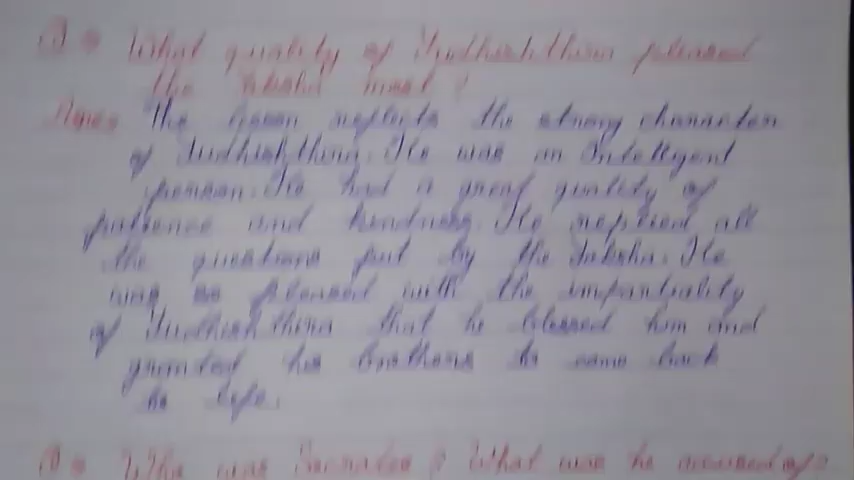 Q → What quality of Yudhishthira pleased
the Yaksha most?
Ans → The lesson reflects the strong character
of Yudhishthira. He was an Intelligent
person. He had a great quality of
patience and kindness. He replied all
the questions put by the Yaksha. He
was so pleased with the impartiality
of Yudhishthira that he blessed him and
granted his brothers to come back
to life.
Q → Who was Socrates? What was he accused of?